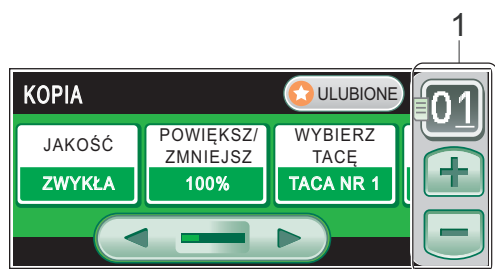 1
KOPIA
ULUBIONE
01
JAKOŚĆ
ZWYKŁA
POWIĘKSZ/
ZMNIEJSZ
100%
WYBIERZ
TACĘ
TACA NR 1
+
−